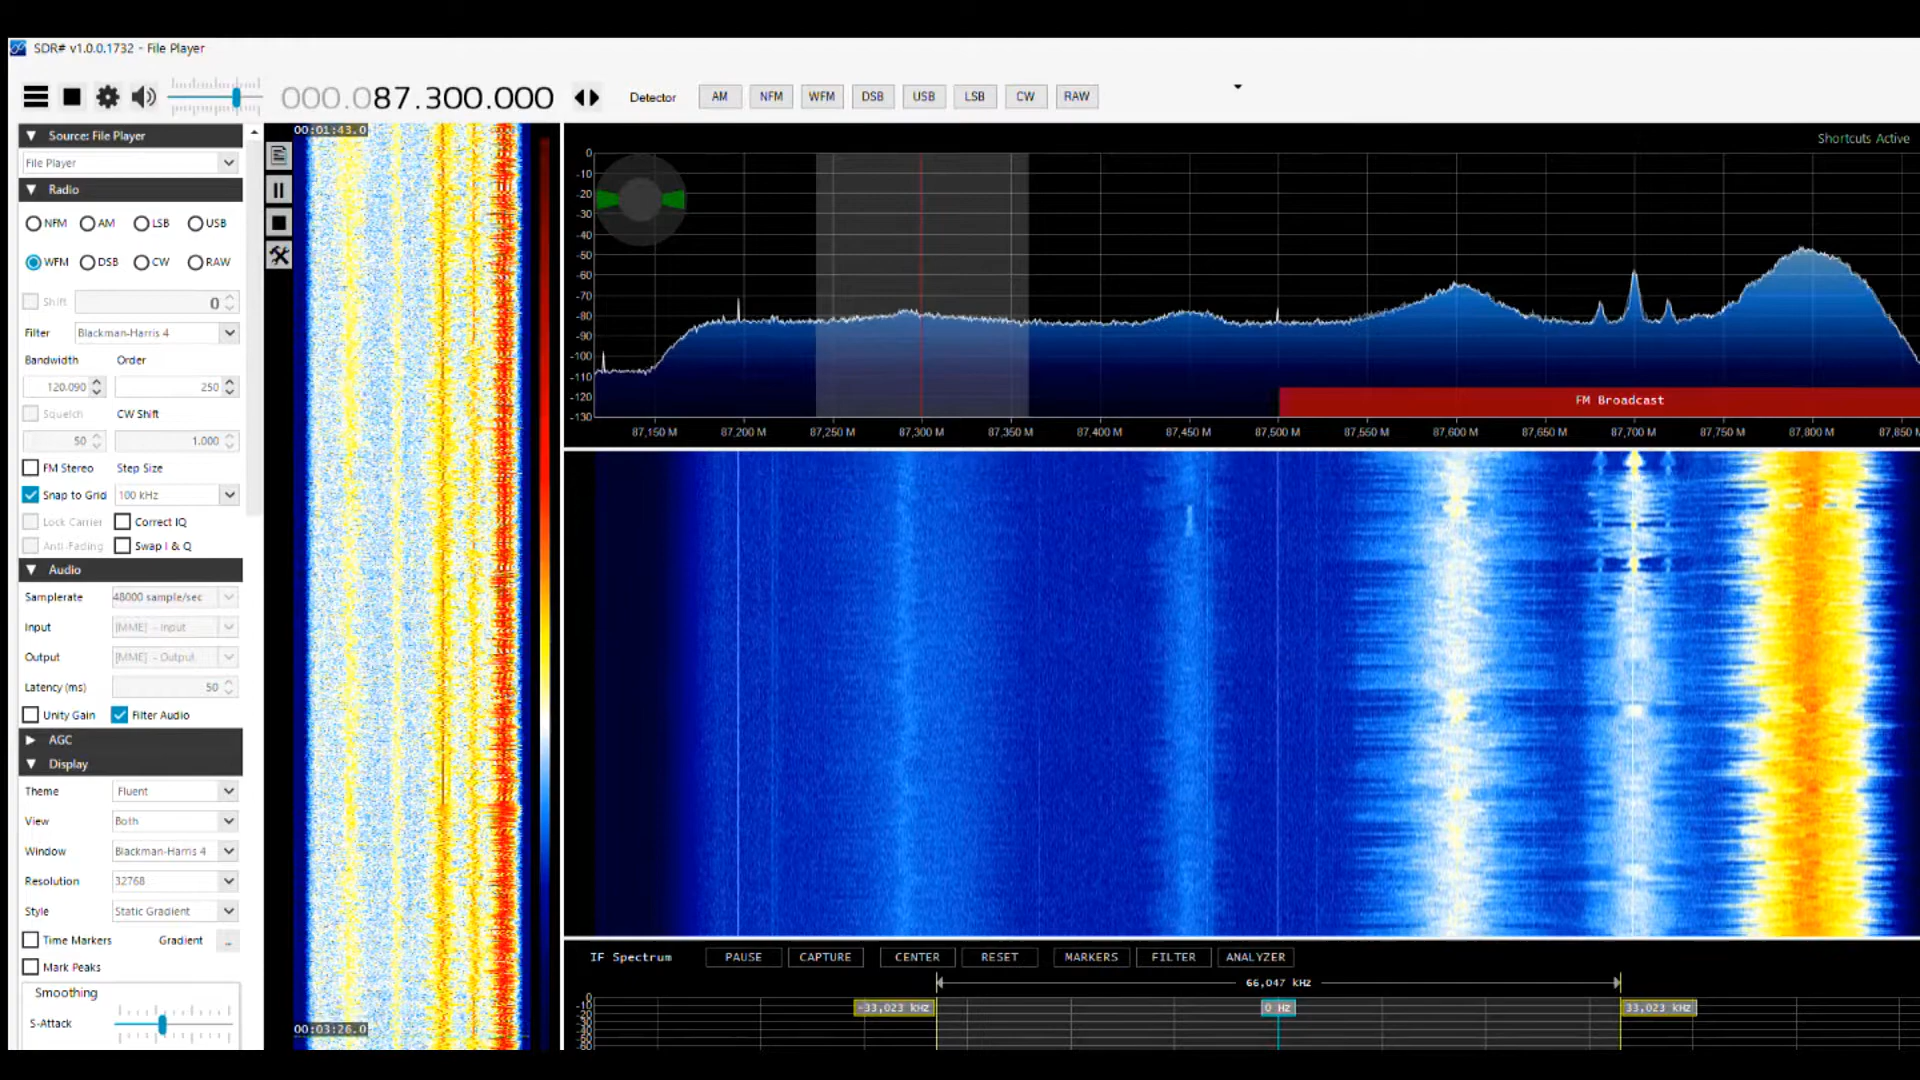 SDR# v1.0.0.1732 - File Player
000.087.300.000
Detector AM NFM WFM DSB USB LSB CW RAW
Source: File Player
File Player
Radio
NFM AM LSB USB
WFM DSB CW RAW
Shift 0
Filter Blackman-Harris 4
Bandwidth Order
120.090 250
Squelch CW Shift
50 1.000
FM Stereo Step Size
Snap to Grid 100 kHz
Lock Carrier Correct IQ
Anti-Fading Swap I & Q
Audio
Samplerate 48000 sample/sec
Input [MME] - Input
Output [MME] - Output
Latency (ms) 50
Unity Gain Filter Audio
AGC
Display
Theme Fluent
View Both
Window Blackman-Harris 4
Resolution 32768
Style Static Gradient
Time Markers Gradient ..
Mark Peaks
Smoothing
S-Attack
00:01:43.0
00:03:26.0
Shortcuts Active
0
-10
-20
-30
-40
-50
-60
-70
-80
-90
-100
-110
-120
-130
FM Broadcast
87,150 M 87,200 M 87,250 M 87,300 M 87,350 M 87,400 M 87,450 M 87,500 M 87,550 M 87,600 M 87,650 M 87,700 M 87,750 M 87,800 M 87,850 M
IF Spectrum PAUSE CAPTURE CENTER RESET MARKERS FILTER ANALYZER
66,047 kHz
-33,023 kHz 0 Hz 33,023 kHz
0
-10